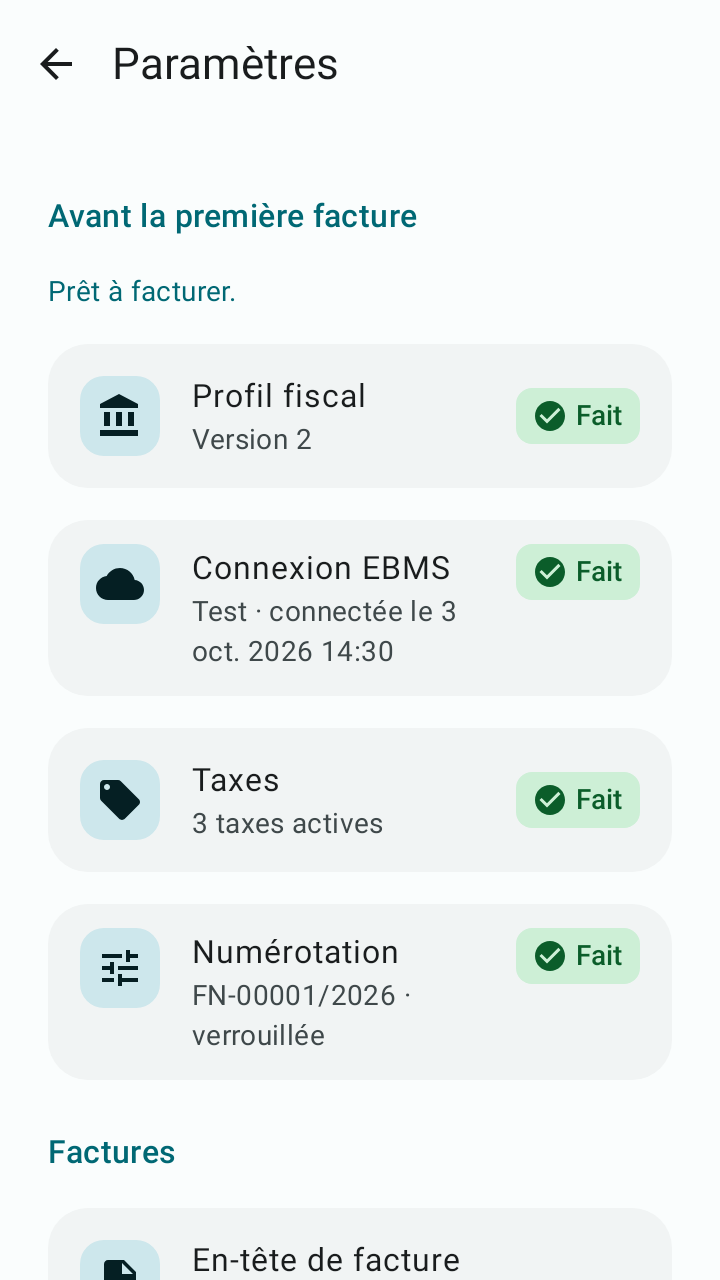 Paramètres
Avant la première facture
Prêt à facturer.
Profil fiscal
Version 2
Fait
Connexion EBMS
Test · connectée le 3
oct. 2026 14:30
Fait
Taxes
3 taxes actives
Fait
Numérotation
FN-00001/2026 ·
verrouillée
Fait
Factures
En-tête de facture